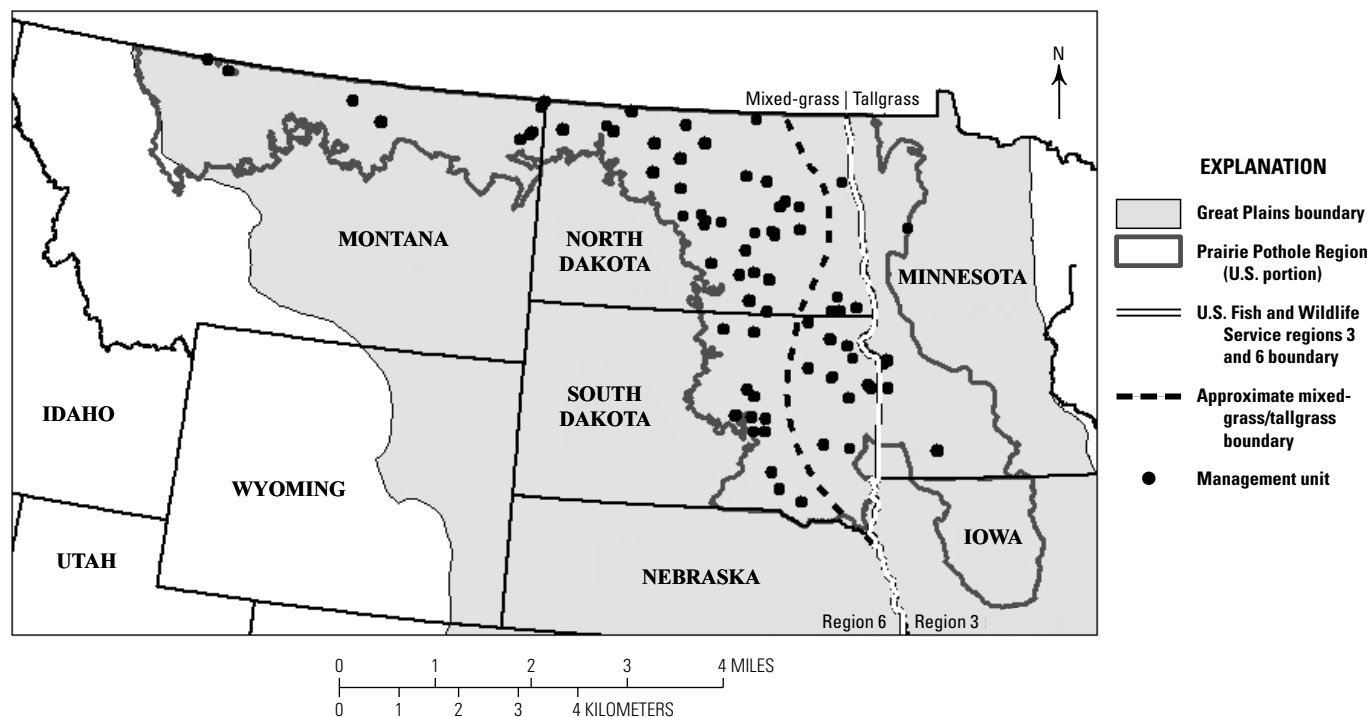 N
Mixed-grass | Tallgrass
MONTANA
NORTH
DAKOTA
MINNESOTA
IDAHO
SOUTH
DAKOTA
WYOMING
UTAH
NEBRASKA
IOWA
Region 6 | Region 3
0 1 2 3 4 MILES
0 1 2 3 4 KILOMETERS
EXPLANATION
Great Plains boundary
Prairie Pothole Region
(U.S. portion)
U.S. Fish and Wildlife
Service regions 3
and 6 boundary
Approximate mixed-
grass/tallgrass
boundary
Management unit